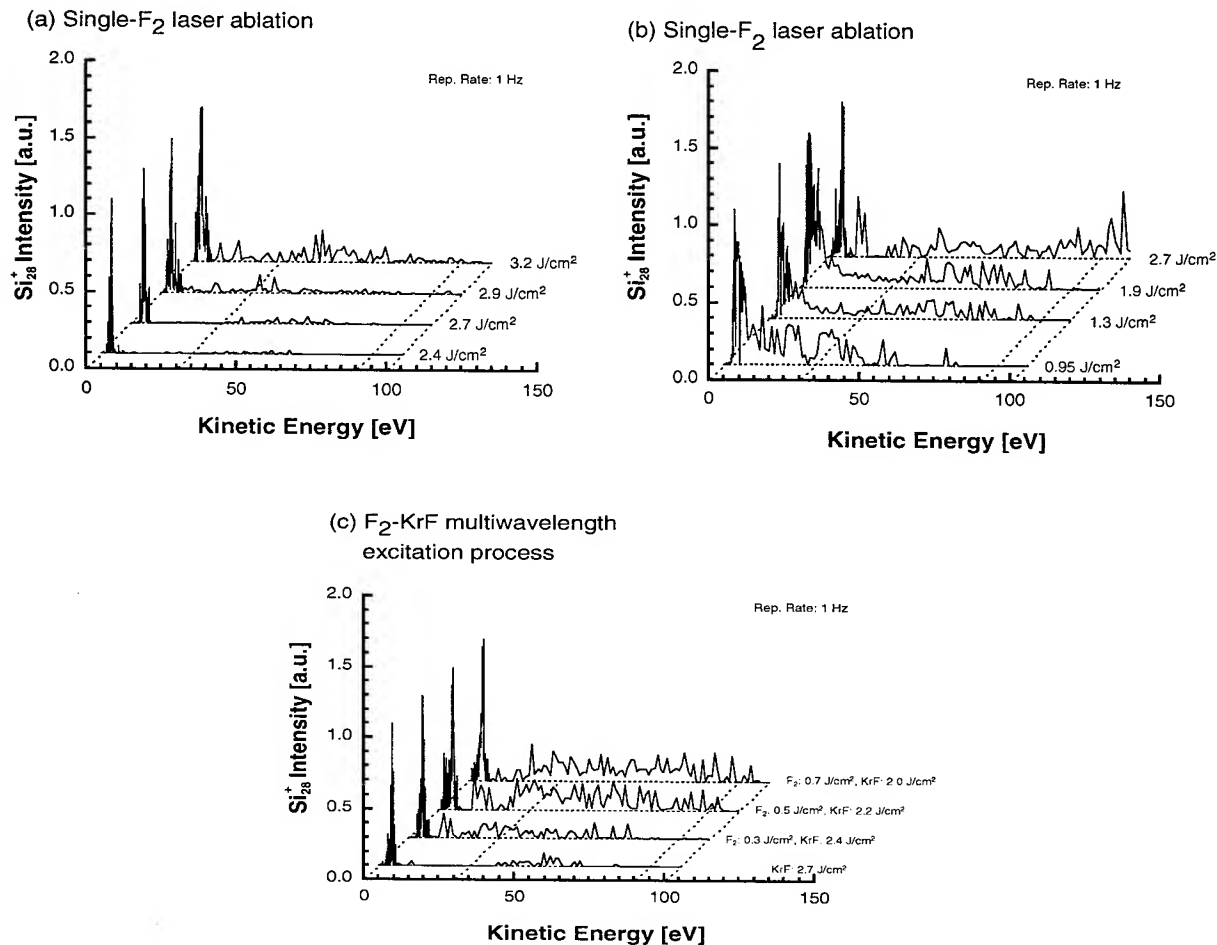 (a) Single-F2 laser ablation
2.0
1.5
1.0
0.5
0.0
Si28+ Intensity [a.u.]
Rep. Rate: 1 Hz
3.2 J/cm2
2.9 J/cm2
2.7 J/cm2
2.4 J/cm2
0
50
100
150
Kinetic Energy [eV]
(b) Single-F2 laser ablation
2.0
1.5
1.0
0.5
0.0
Si28+ Intensity [a.u.]
Rep. Rate: 1 Hz
2.7 J/cm2
1.9 J/cm2
1.3 J/cm2
0.95 J/cm2
0
50
100
150
Kinetic Energy [eV]
(c) F2-KrF multiwavelength
excitation process
2.0
1.5
1.0
0.5
0.0
Si28+ Intensity [a.u.]
Rep. Rate: 1 Hz
F2: 0.7 J/cm2, KrF: 2.0 J/cm2
F2: 0.5 J/cm2, KrF: 2.2 J/cm2
F2: 0.3 J/cm2, KrF: 2.4 J/cm2
KrF: 2.7 J/cm2
0
50
100
150
Kinetic Energy [eV]